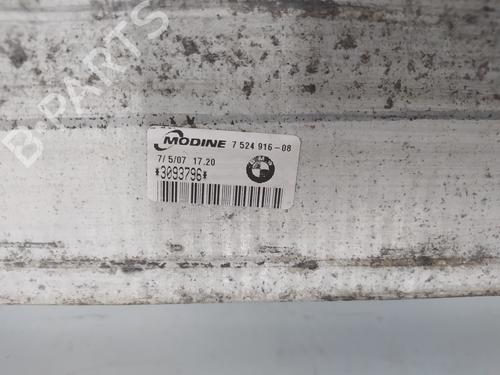 B-PARTS
MODINE 7 524 916-08
7/5/07 17.20
*3093796*
BMW